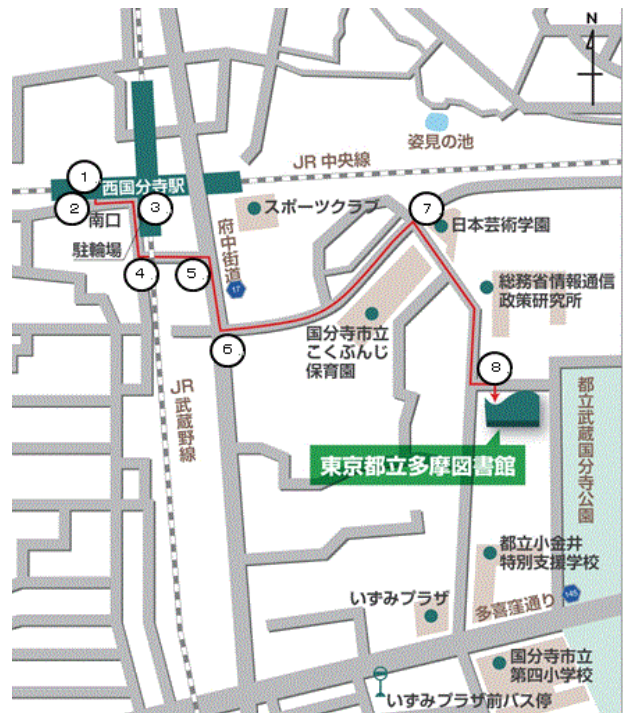 N
姿見の池
JR 中央線
①
西国分寺駅
②
③
南口
駐輪場
④
⑤
スポーツクラブ
⑦
日本芸術学園
府中街道
17
総務省情報通信
政策研究所
⑥
国分寺市立
こくぶんじ
保育園
⑧
JR 武蔵野線
都立武蔵国分寺公園
東京都立多摩図書館
都立小金井
特別支援学校
いずみプラザ
多喜窪通り
145
国分寺市立
第四小学校
いずみプラザ前バス停